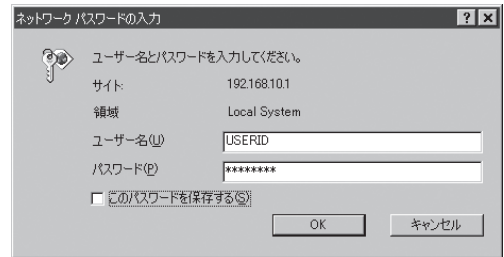 ネットワーク パスワードの入力
ユーザー名とパスワードを入力してください。
サイト: 192.168.10.1
領域 Local System
ユーザー名(U) USERID
パスワード(P) ********
このパスワードを保存する(S)
OK キャンセル